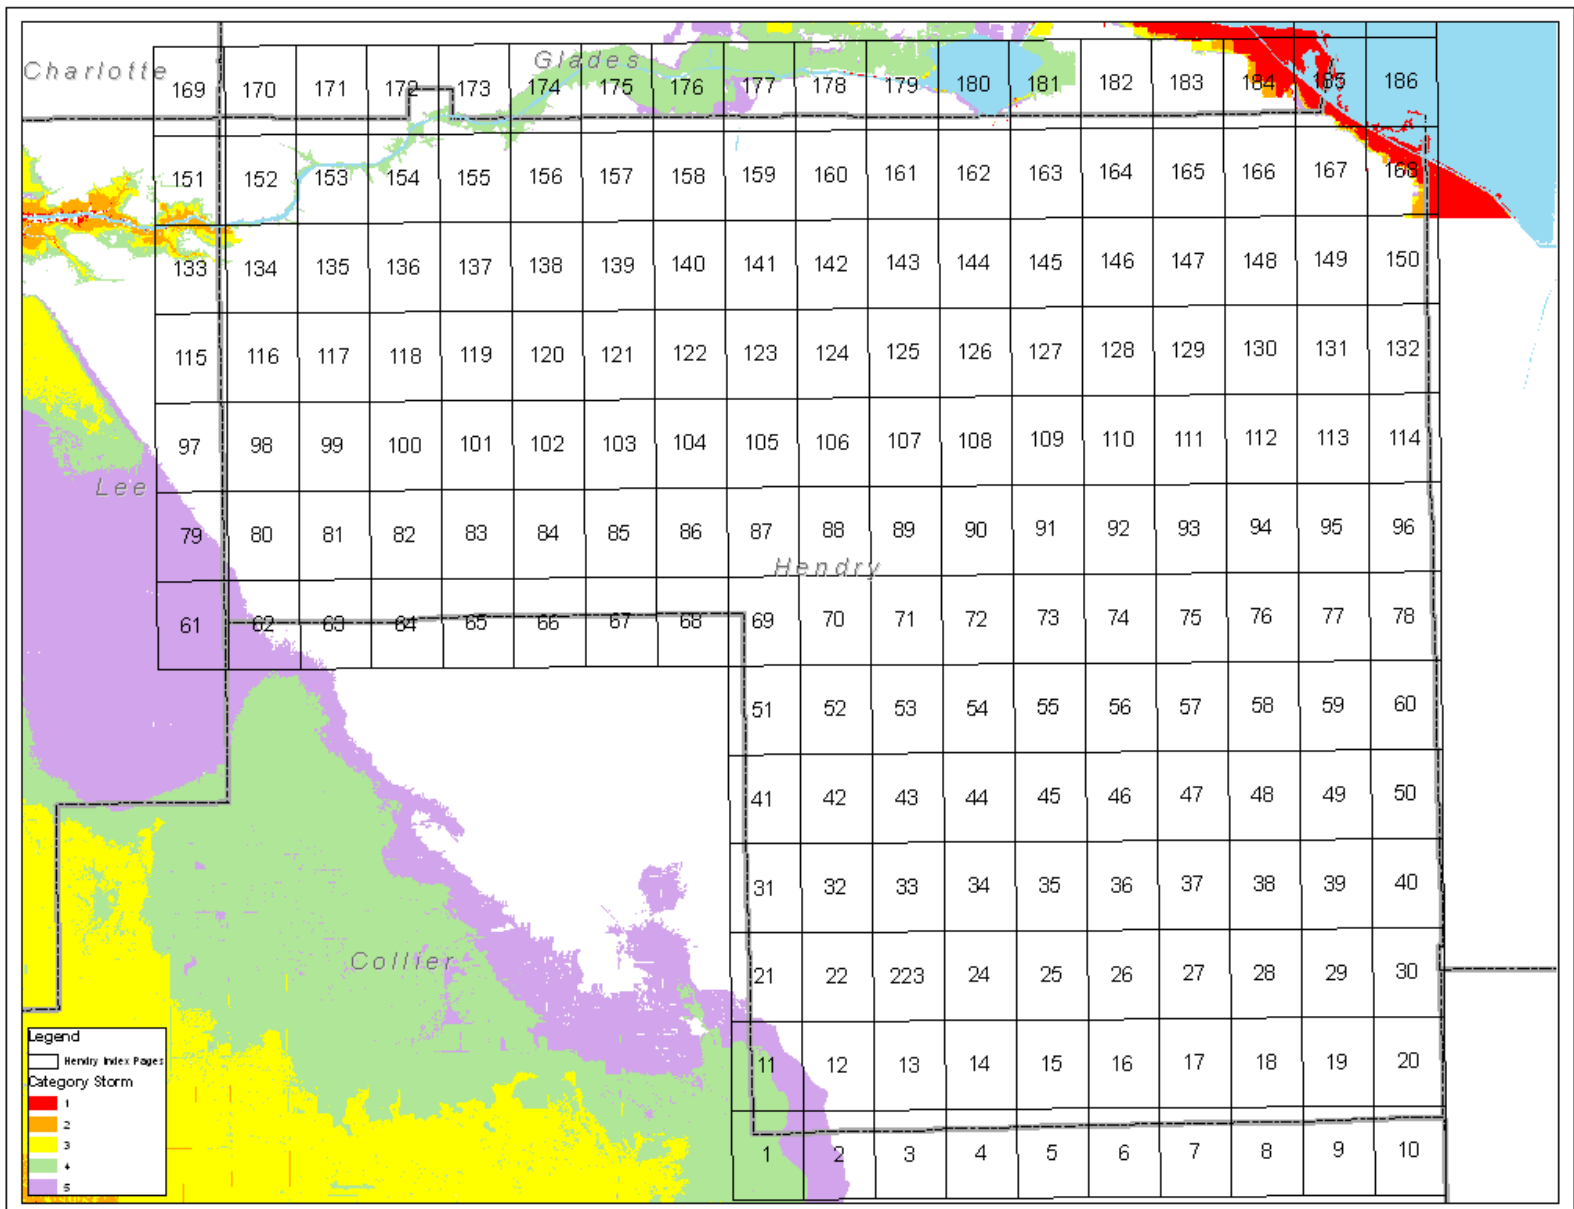 Glades
Charlotte
169 170 171 172 173 174 175 176 177 178 179 180 181 182 183 184 185 186
151 152 153 154 155 156 157 158 159 160 161 162 163 164 165 166 167 168
133 134 135 136 137 138 139 140 141 142 143 144 145 146 147 148 149 150
115 116 117 118 119 120 121 122 123 124 125 126 127 128 129 130 131 132
97 98 99 100 101 102 103 104 105 106 107 108 109 110 111 112 113 114
Lee
79 80 81 82 83 84 85 86 87 88 89 90 91 92 93 94 95 96
Hendry
61 62 63 64 65 66 67 68 69 70 71 72 73 74 75 76 77 78
51 52 53 54 55 56 57 58 59 60
41 42 43 44 45 46 47 48 49 50
31 32 33 34 35 36 37 38 39 40
Collier
21 22 223 24 25 26 27 28 29 30
11 12 13 14 15 16 17 18 19 20
1 2 3 4 5 6 7 8 9 10
Legend
Hendry Index Pages
Category Storm
1
2
3
4
5